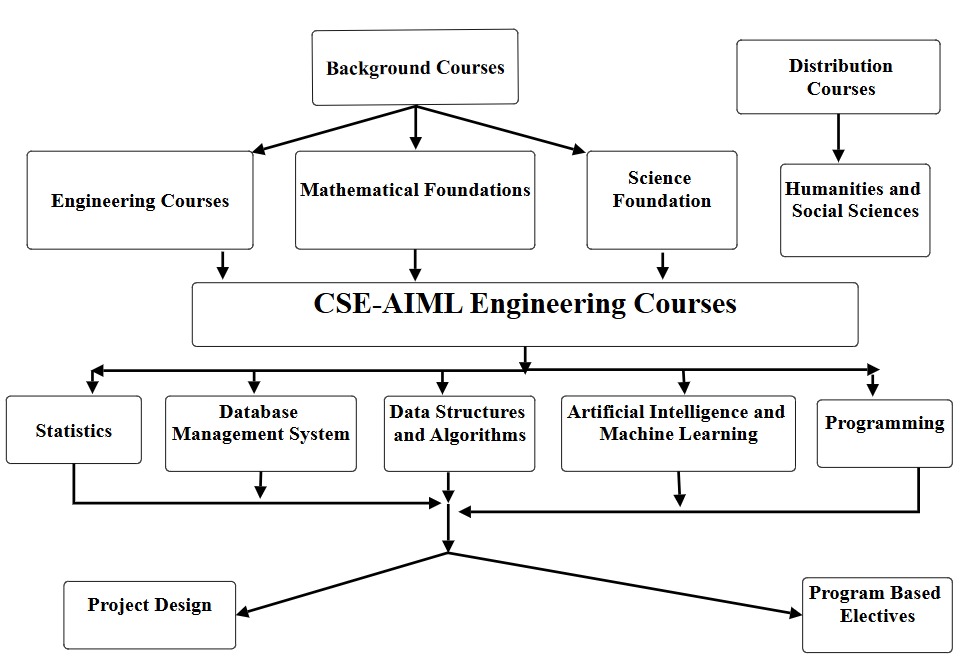 Background Courses
Distribution
Courses
Engineering Courses
Mathematical Foundations
Science
Foundation
Humanities and
Social Sciences
CSE-AIML Engineering Courses
Statistics
Database
Management System
Data Structures
and Algorithms
Artificial Intelligence and
Machine Learning
Programming
Project Design
Program Based
Electives